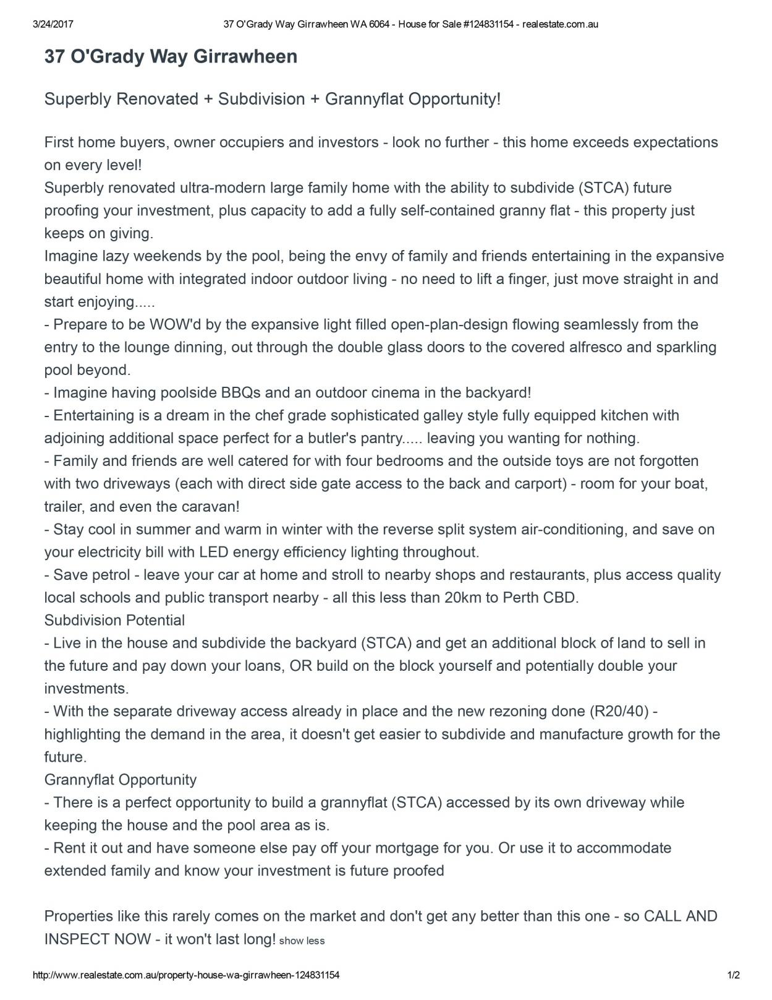 3/24/2017
37 O'Grady Way Girrawheen WA 6064 - House for Sale #124831154 - realestate.com.au
37 O'Grady Way Girrawheen
Superbly Renovated + Subdivision + Grannyflat Opportunity!
First home buyers, owner occupiers and investors - look no further - this home exceeds expectations
on every level!
Superbly renovated ultra-modern large family home with the ability to subdivide (STCA) future
proofing your investment, plus capacity to add a fully self-contained granny flat - this property just
keeps on giving.
Imagine lazy weekends by the pool, being the envy of family and friends entertaining in the expansive
beautiful home with integrated indoor outdoor living - no need to lift a finger, just move straight in and
start enjoying.....
- Prepare to be WOW'd by the expansive light filled open-plan-design flowing seamlessly from the
entry to the lounge dinning, out through the double glass doors to the covered alfresco and sparkling
pool beyond.
- Imagine having poolside BBQs and an outdoor cinema in the backyard!
- Entertaining is a dream in the chef grade sophisticated galley style fully equipped kitchen with
adjoining additional space perfect for a butler's pantry..... leaving you wanting for nothing.
- Family and friends are well catered for with four bedrooms and the outside toys are not forgotten
with two driveways (each with direct side gate access to the back and carport) - room for your boat,
trailer, and even the caravan!
- Stay cool in summer and warm in winter with the reverse split system air-conditioning, and save on
your electricity bill with LED energy efficiency lighting throughout.
- Save petrol - leave your car at home and stroll to nearby shops and restaurants, plus access quality
local schools and public transport nearby - all this less than 20km to Perth CBD.
Subdivision Potential
- Live in the house and subdivide the backyard (STCA) and get an additional block of land to sell in
the future and pay down your loans, OR build on the block yourself and potentially double your
investments.
- With the separate driveway access already in place and the new rezoning done (R20/40) -
highlighting the demand in the area, it doesn't get easier to subdivide and manufacture growth for the
future.
Grannyflat Opportunity
- There is a perfect opportunity to build a grannyflat (STCA) accessed by its own driveway while
keeping the house and the pool area as is.
- Rent it out and have someone else pay off your mortgage for you. Or use it to accommodate
extended family and know your investment is future proofed
Properties like this rarely comes on the market and don't get any better than this one - so CALL AND
INSPECT NOW - it won't last long! show less
http://www.realestate.com.au/property-house-wa-girrawheen-124831154
1/2